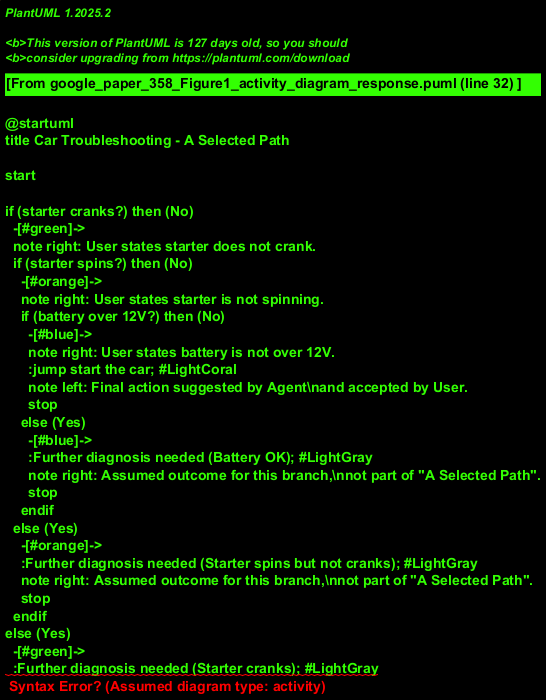 PlantUML 1.2025.2
<b>This version of PlantUML is 127 days old, so you should
<b>consider upgrading from https://plantuml.com/download
[From google_paper_358_Figure1_activity_diagram_response.puml (line 32) ]
@startuml
title Car Troubleshooting - A Selected Path
start
if (starter cranks?) then (No)
-[#green]->
note right: User states starter does not crank.
if (starter spins?) then (No)
-[#orange]->
note right: User states starter is not spinning.
if (battery over 12V?) then (No)
-[#blue]->
note right: User states battery is not over 12V.
:jump start the car; #LightCoral
note left: Final action suggested by Agent\nand accepted by User.
stop
else (Yes)
-[#blue]->
:Further diagnosis needed (Battery OK); #LightGray
note right: Assumed outcome for this branch,\nnot part of "A Selected Path".
stop
endif
else (Yes)
-[#orange]->
:Further diagnosis needed (Starter spins but not cranks); #LightGray
note right: Assumed outcome for this branch,\nnot part of "A Selected Path".
stop
endif
else (Yes)
-[#green]->
:Further diagnosis needed (Starter cranks); #LightGray
Syntax Error? (Assumed diagram type: activity)